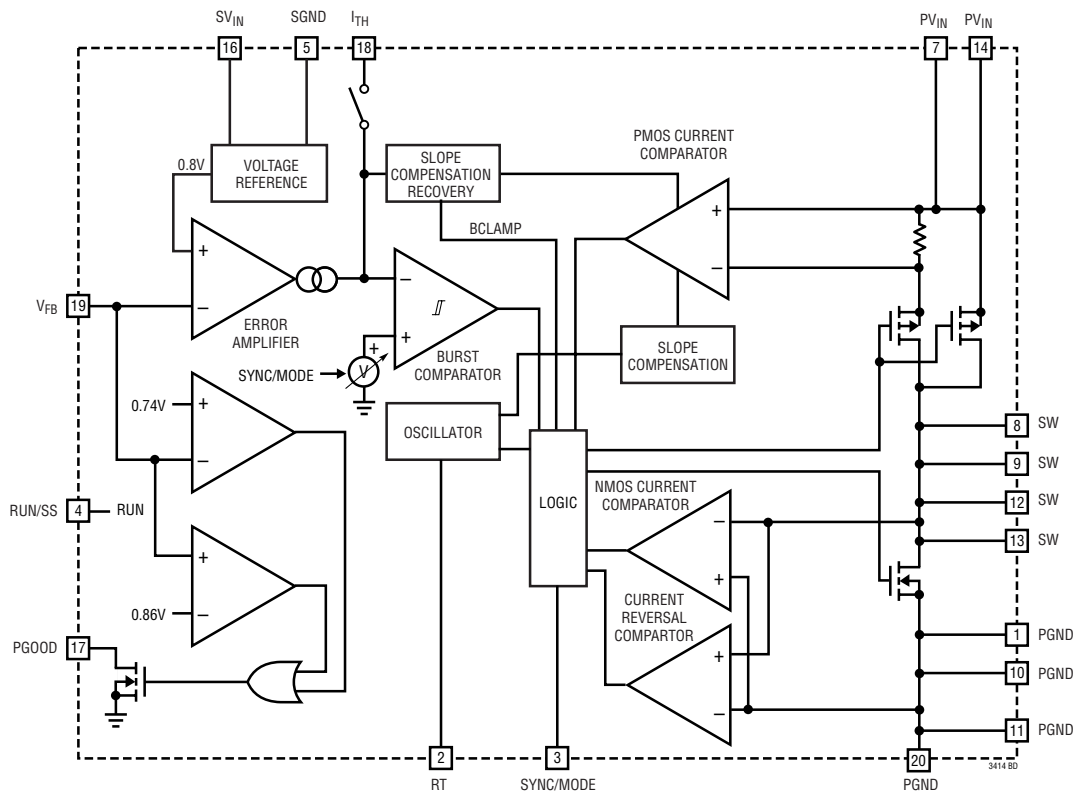 SVIN
SGND
ITH
PVIN
PVIN
16
5
18
7
14
0.8V
VOLTAGE
REFERENCE
SLOPE
COMPENSATION
RECOVERY
PMOS CURRENT
COMPARATOR
BCLAMP
+
–
+
–
–
+
VFB
19
ERROR
AMPLIFIER
BURST
COMPARATOR
SYNC/MODE
+
V
SLOPE
COMPENSATION
0.74V
+
–
OSCILLATOR
8
SW
9
SW
12
SW
13
SW
RUN/SS
4
RUN
LOGIC
NMOS CURRENT
COMPARATOR
–
+
0.86V
+
–
CURRENT
REVERSAL
COMPARTOR
+
–
PGOOD
17
1
PGND
10
PGND
11
PGND
2
3
20
3414 BD
RT
SYNC/MODE
PGND